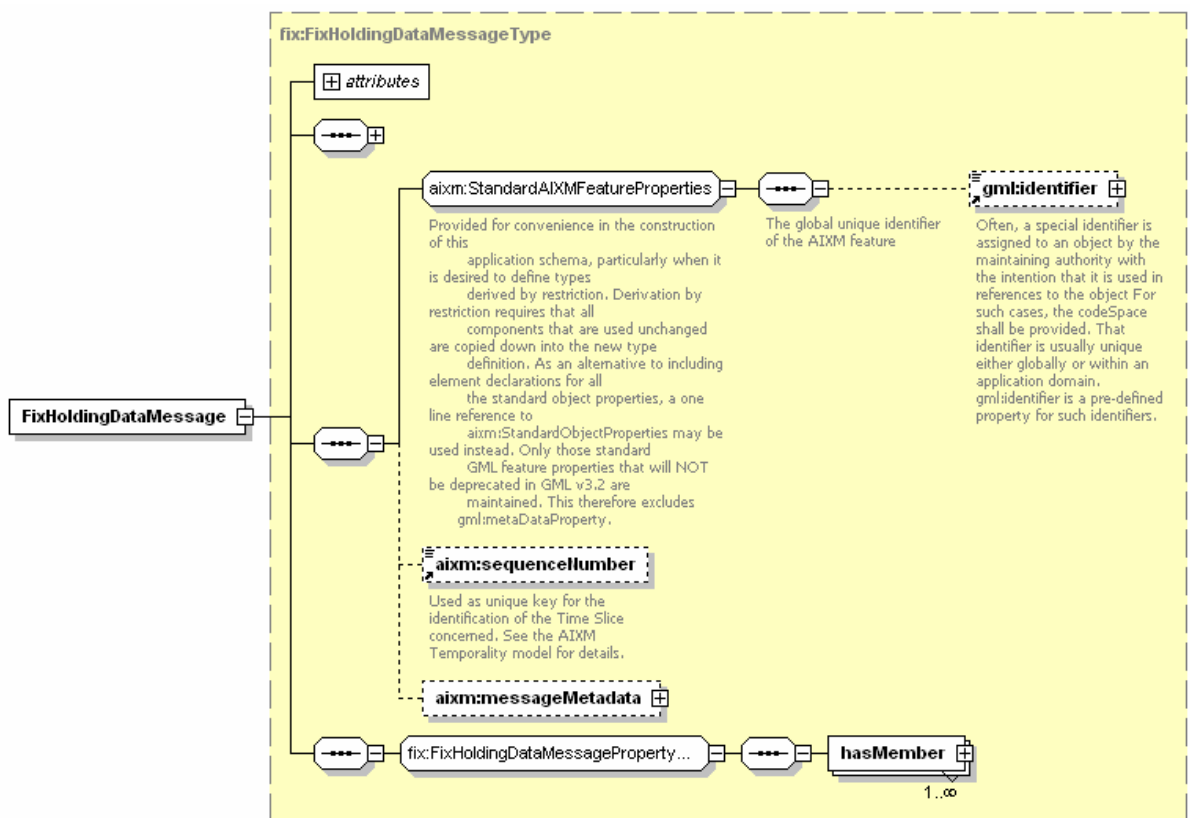 fix:FixHoldingDataMessageType
attributes
aixm:StandardAIXMFeatureProperties
Provided for convenience in the construction
of this
application schema, particularly when it
is desired to define types
derived by restriction. Derivation by
restriction requires that all
components that are used unchanged
are copied down into the new type
definition. As an alternative to including
element declarations for all
the standard object properties, a one
line reference to
aixm:StandardObjectProperties may be
used instead. Only those standard
GML feature properties that will NOT
be deprecated in GML v3.2 are
maintained. This therefore excludes
gml:metaDataProperty.
The global unique identifier
of the AIXM feature
gml:identifier
Often, a special identifier is
assigned to an object by the
maintaining authority with
the intention that it is used in
references to the object For
such cases, the codeSpace
shall be provided. That
identifier is usually unique
either globally or within an
application domain.
gml:identifier is a pre-defined
property for such identifiers.
FixHoldingDataMessage
aixm:sequenceNumber
Used as unique key for the
identification of the Time Slice
concerned. See the AIXM
Temporality model for details.
aixm:messageMetadata
fix:FixHoldingDataMessageProperty...
hasMember
1..∞